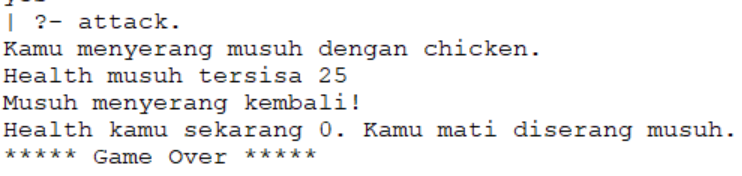 yes
| ?- attack.
Kamu menyerang musuh dengan chicken.
Health musuh tersisa 25
Musuh menyerang kembali!
Health kamu sekarang 0. Kamu mati diserang musuh.
***** Game Over *****